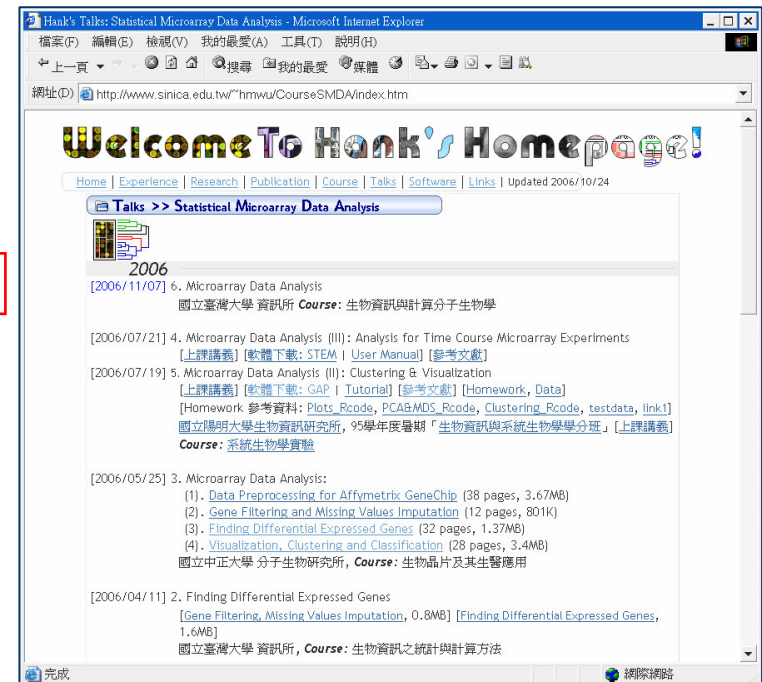 Hank's Talks: Statistical Microarray Data Analysis - Microsoft Internet Explorer
檔案(F) 編輯(E) 檢視(V) 我的最愛(A) 工具(T) 說明(H)
上一頁 搜尋 我的最愛 媒體
網址(D) http://www.sinica.edu.tw/~hmwu/CourseSMDA/index.htm
Welcome To Hank's Homepage!
Home | Experience | Research | Publication | Course | Talks | Software | Links | Updated 2006/10/24
Talks >> Statistical Microarray Data Analysis
2006
[2006/11/07] 6. Microarray Data Analysis
國立臺灣大學 資訊所 Course: 生物資訊與計算分子生物學
[2006/07/21] 4. Microarray Data Analysis (III): Analysis for Time Course Microarray Experiments
[上課講義] [軟體下載: STEM | User Manual] [參考文獻]
[2006/07/19] 5. Microarray Data Analysis (II): Clustering & Visualization
[上課講義] [軟體下載: GAP | Tutorial] [參考文獻] [Homework, Data]
[Homework 參考資料: Plots_Rcode, PCA&MDS_Rcode, Clustering_Rcode, testdata, link1]
國立陽明大學生物資訊研究所, 95學年度暑期「生物資訊與系統生物學學分班」[上課講義]
Course: 系統生物學實驗
[2006/05/25] 3. Microarray Data Analysis:
(1). Data Preprocessing for Affymetrix GeneChip (38 pages, 3.67MB)
(2). Gene Filtering and Missing Values Imputation (12 pages, 801K)
(3). Finding Differential Expressed Genes (32 pages, 1.37MB)
(4). Visualization, Clustering and Classification (28 pages, 3.4MB)
國立中正大學 分子生物研究所, Course: 生物晶片及其生醫應用
[2006/04/11] 2. Finding Differential Expressed Genes
[Gene Filtering, Missing Values Imputation, 0.8MB] [Finding Differential Expressed Genes,
1.6MB]
國立臺灣大學 資訊所, Course: 生物資訊之統計與計算方法
完成 網際網路